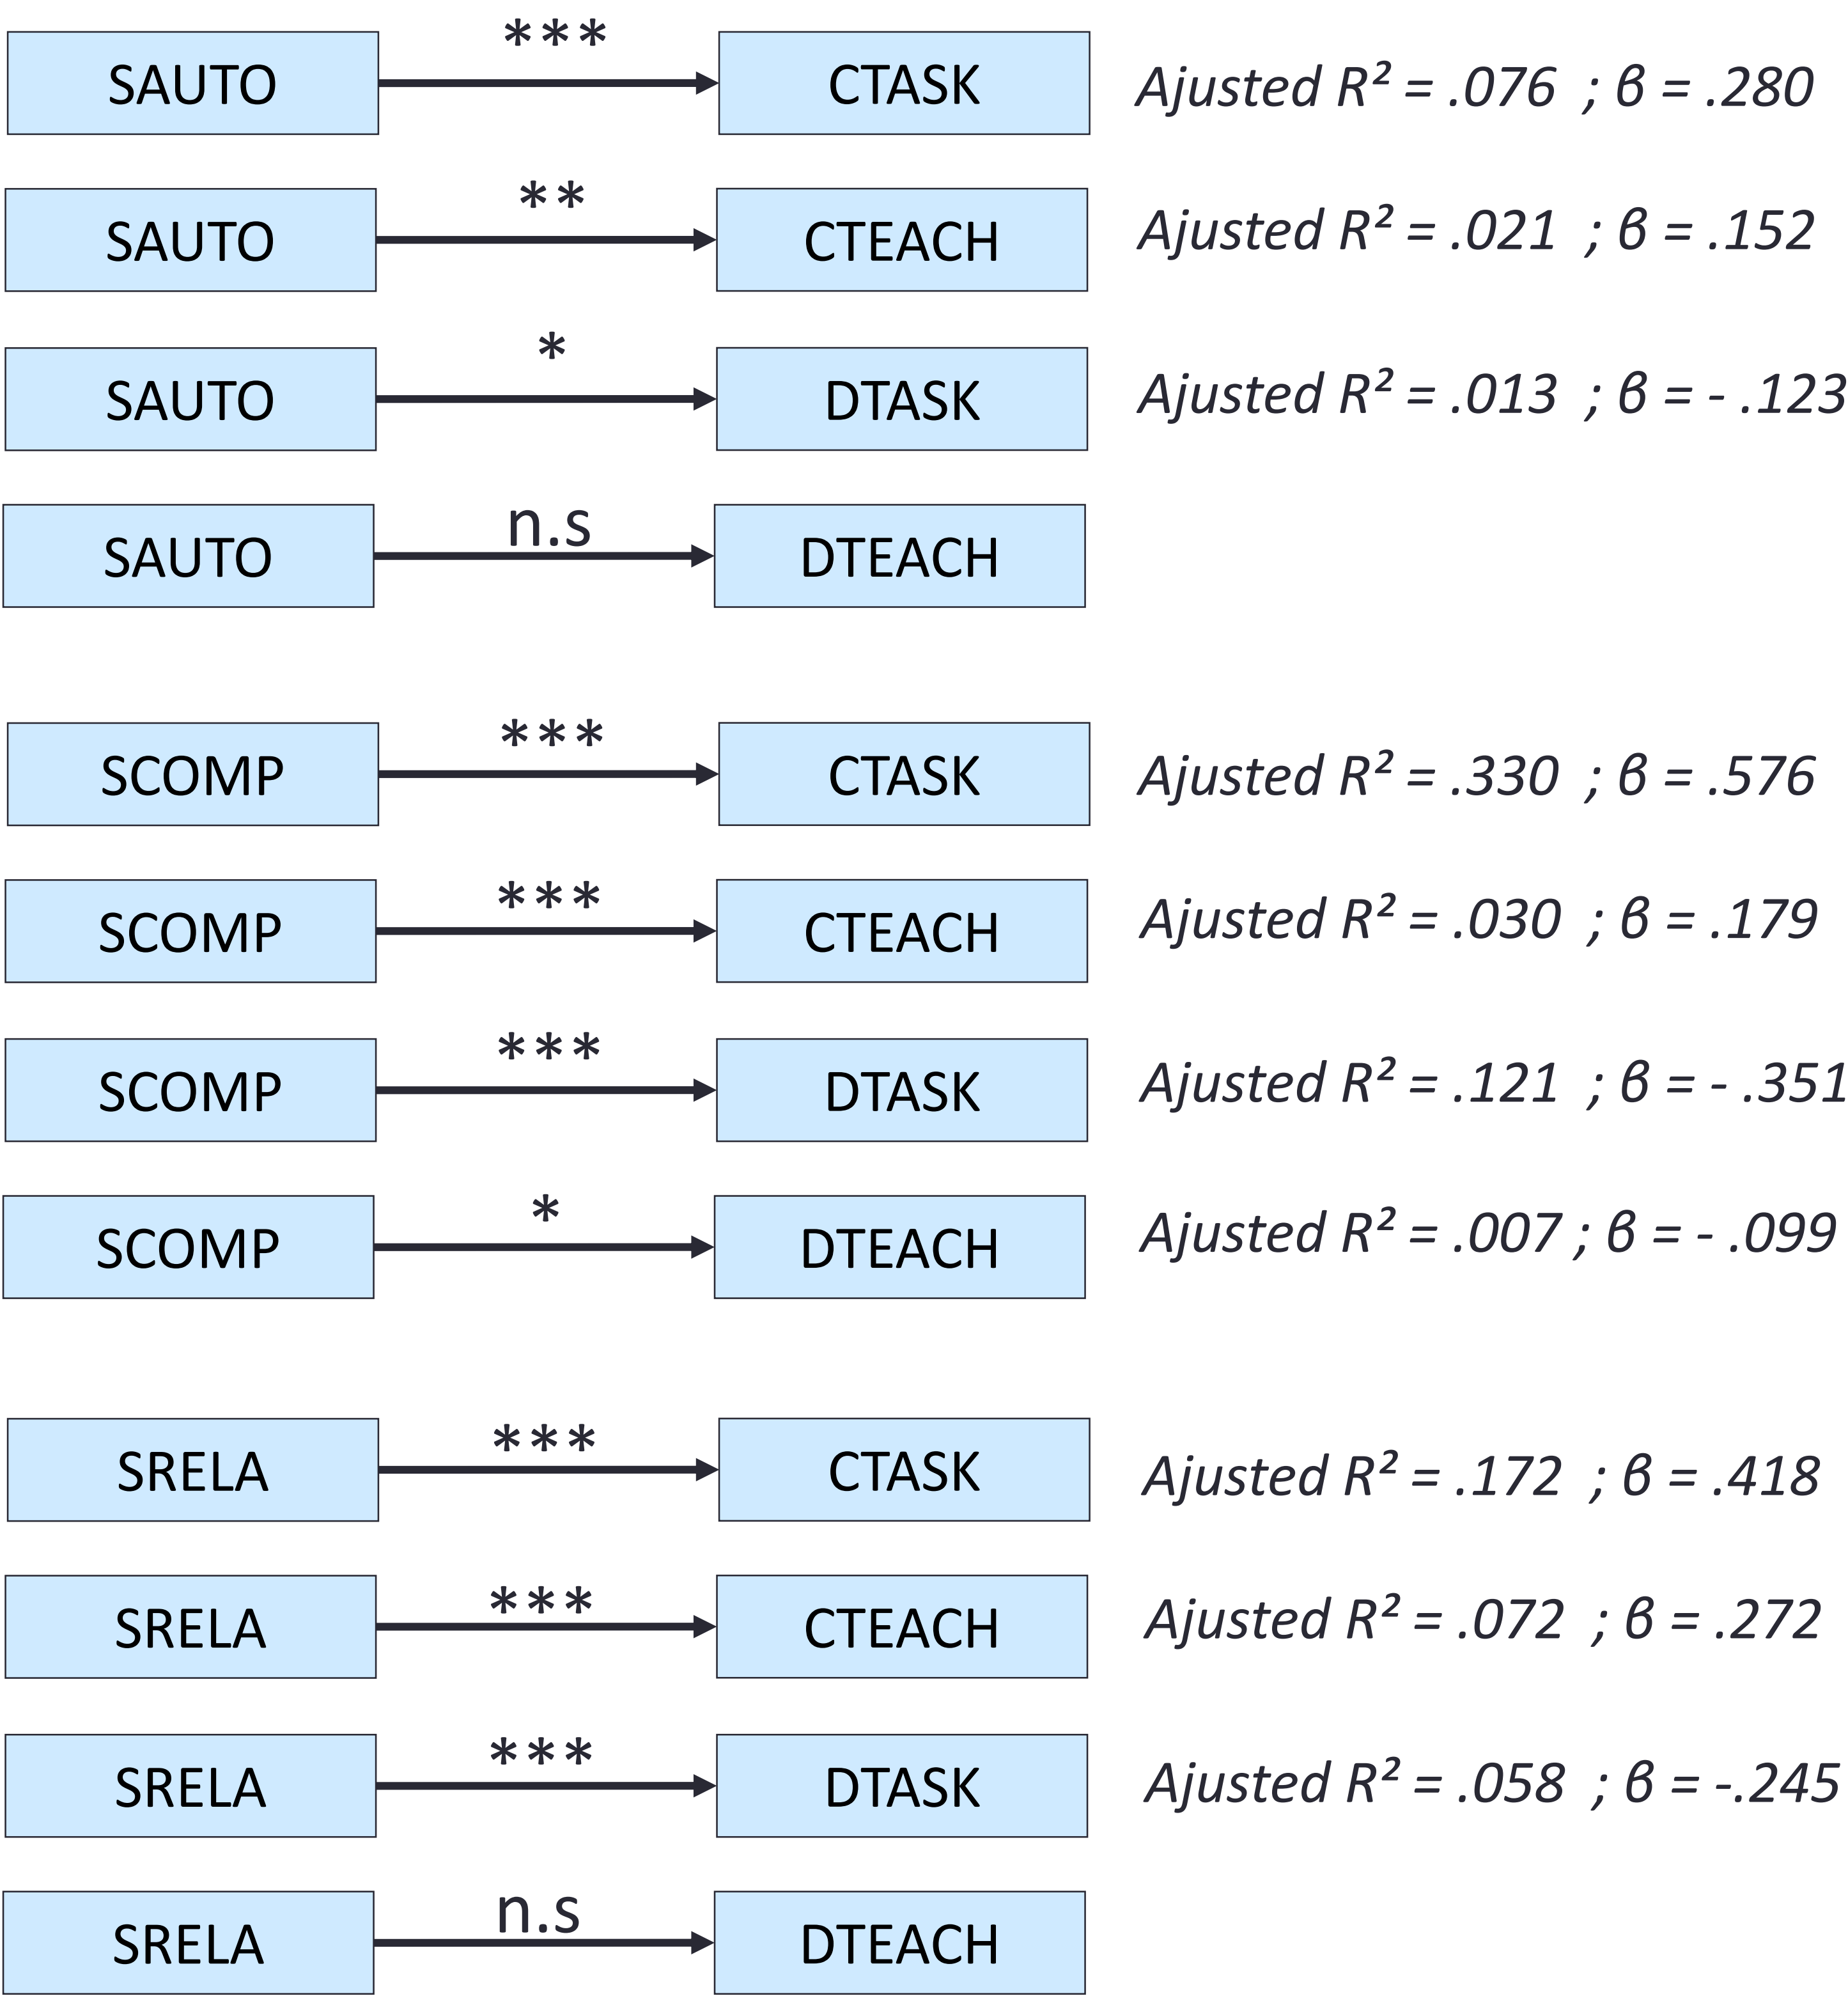 ***
SAUTO CTASK Ajusted R² = .076 ; β = .280
**
SAUTO CTEACH Ajusted R² = .021 ; β = .152
*
SAUTO DTASK Ajusted R² = .013 ; β = - .123
n.s
SAUTO DTEACH
***
SCOMP CTASK Ajusted R² = .330 ; β = .576
***
SCOMP CTEACH Ajusted R² = .030 ; β = .179
***
SCOMP DTASK Ajusted R² = .121 ; β = - .351
*
SCOMP DTEACH Ajusted R² = .007 ; β = - .099
***
SRELA CTASK Ajusted R² = .172 ; β = .418
***
SRELA CTEACH Ajusted R² = .072 ; β = .272
***
SRELA DTASK Ajusted R² = .058 ; β = -.245
n.s
SRELA DTEACH